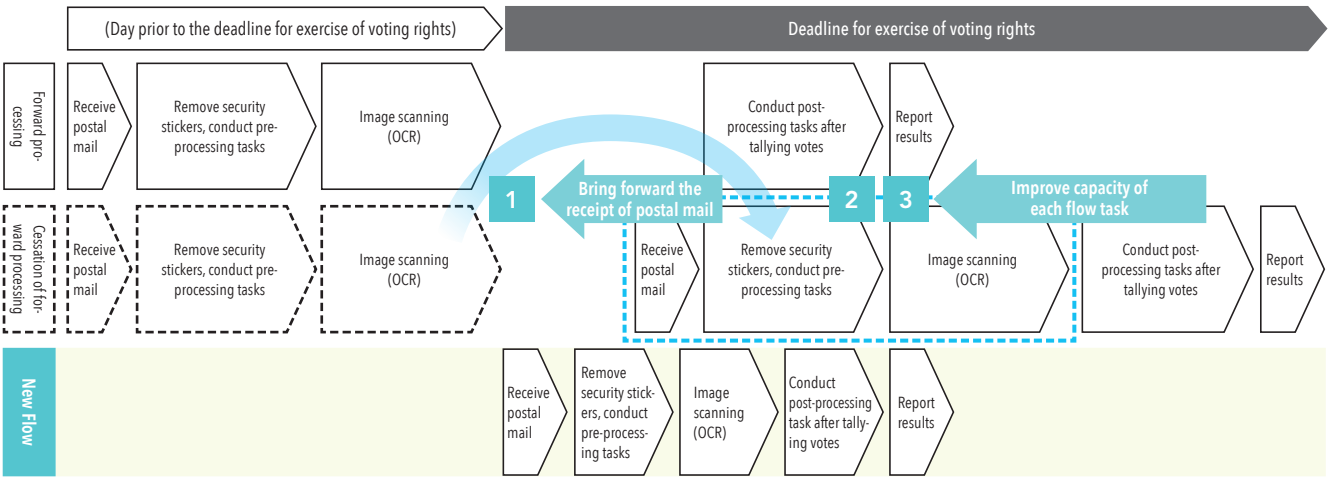 (Day prior to the deadline for exercise of voting rights)
Deadline for exercise of voting rights
Forward pro-
cessing
Receive
postal
mail
Remove security
stickers, conduct pre-
processing tasks
Image scanning
(OCR)
Conduct post-
processing tasks after
tallying votes
Report
results
1
Bring forward the
receipt of postal mail
2
3
Improve capacity of
each flow task
Cessation of for-
ward processing
Receive
postal
mail
Remove security
stickers, conduct pre-
processing tasks
Image scanning
(OCR)
Receive
postal
mail
Remove security
stickers, conduct pre-
processing tasks
Image scanning
(OCR)
Conduct post-
processing tasks after
tallying votes
Report
results
New Flow
Receive
postal
mail
Remove
security stick-
ers, conduct
pre-process-
ing tasks
Image
scanning
(OCR)
Conduct
post-processing
task after tally-
ing votes
Report
results